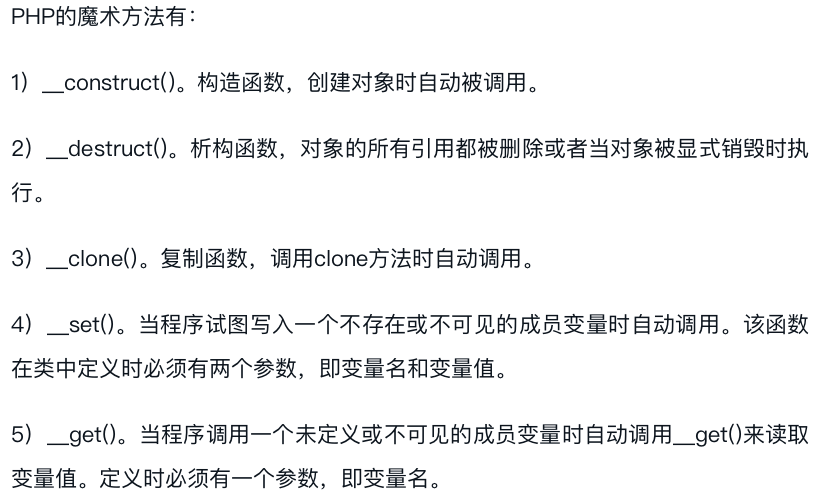 PHP的魔术方法有：
1）__construct()。构造函数，创建对象时自动被调用。
2）__destruct()。析构函数，对象的所有引用都被删除或者当对象被显式销毁时执
行。
3）__clone()。复制函数，调用clone方法时自动调用。
4）__set()。当程序试图写入一个不存在或不可见的成员变量时自动调用。该函数
在类中定义时必须有两个参数，即变量名和变量值。
5）__get()。当程序调用一个未定义或不可见的成员变量时自动调用__get()来读取
变量值。定义时必须有一个参数，即变量名。